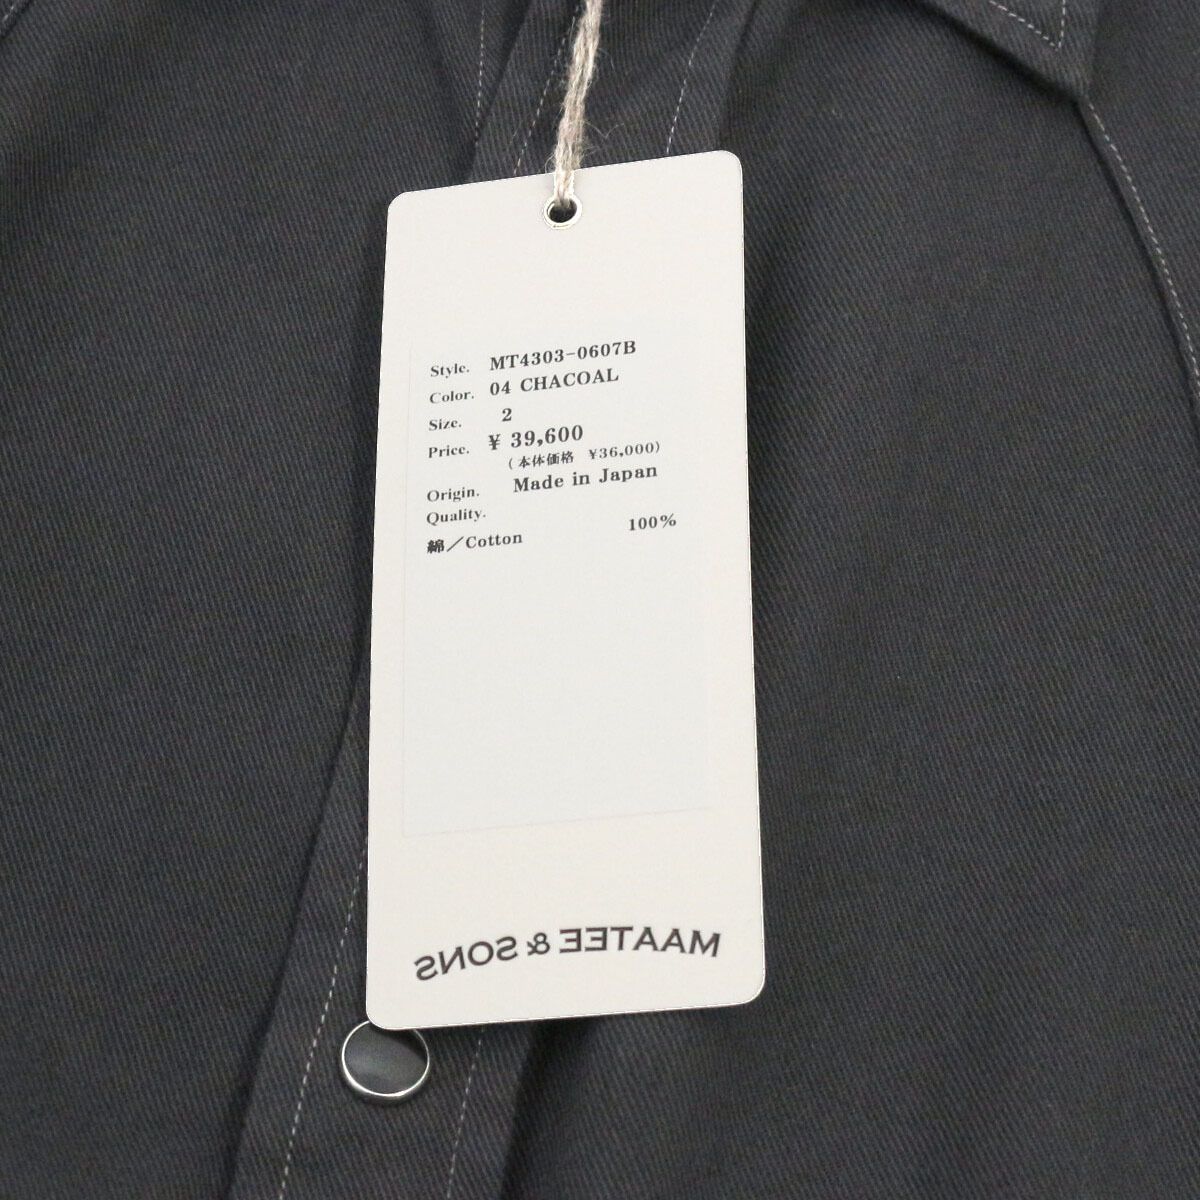 Style. MT4303-0607B
Color. 04 CHACOAL
Size. 2
Price. ¥ 39,600
(本体価格 ¥36,000)
Origin. Made in Japan
Quality.
綿／Cotton 100%
MAATEE & SONS